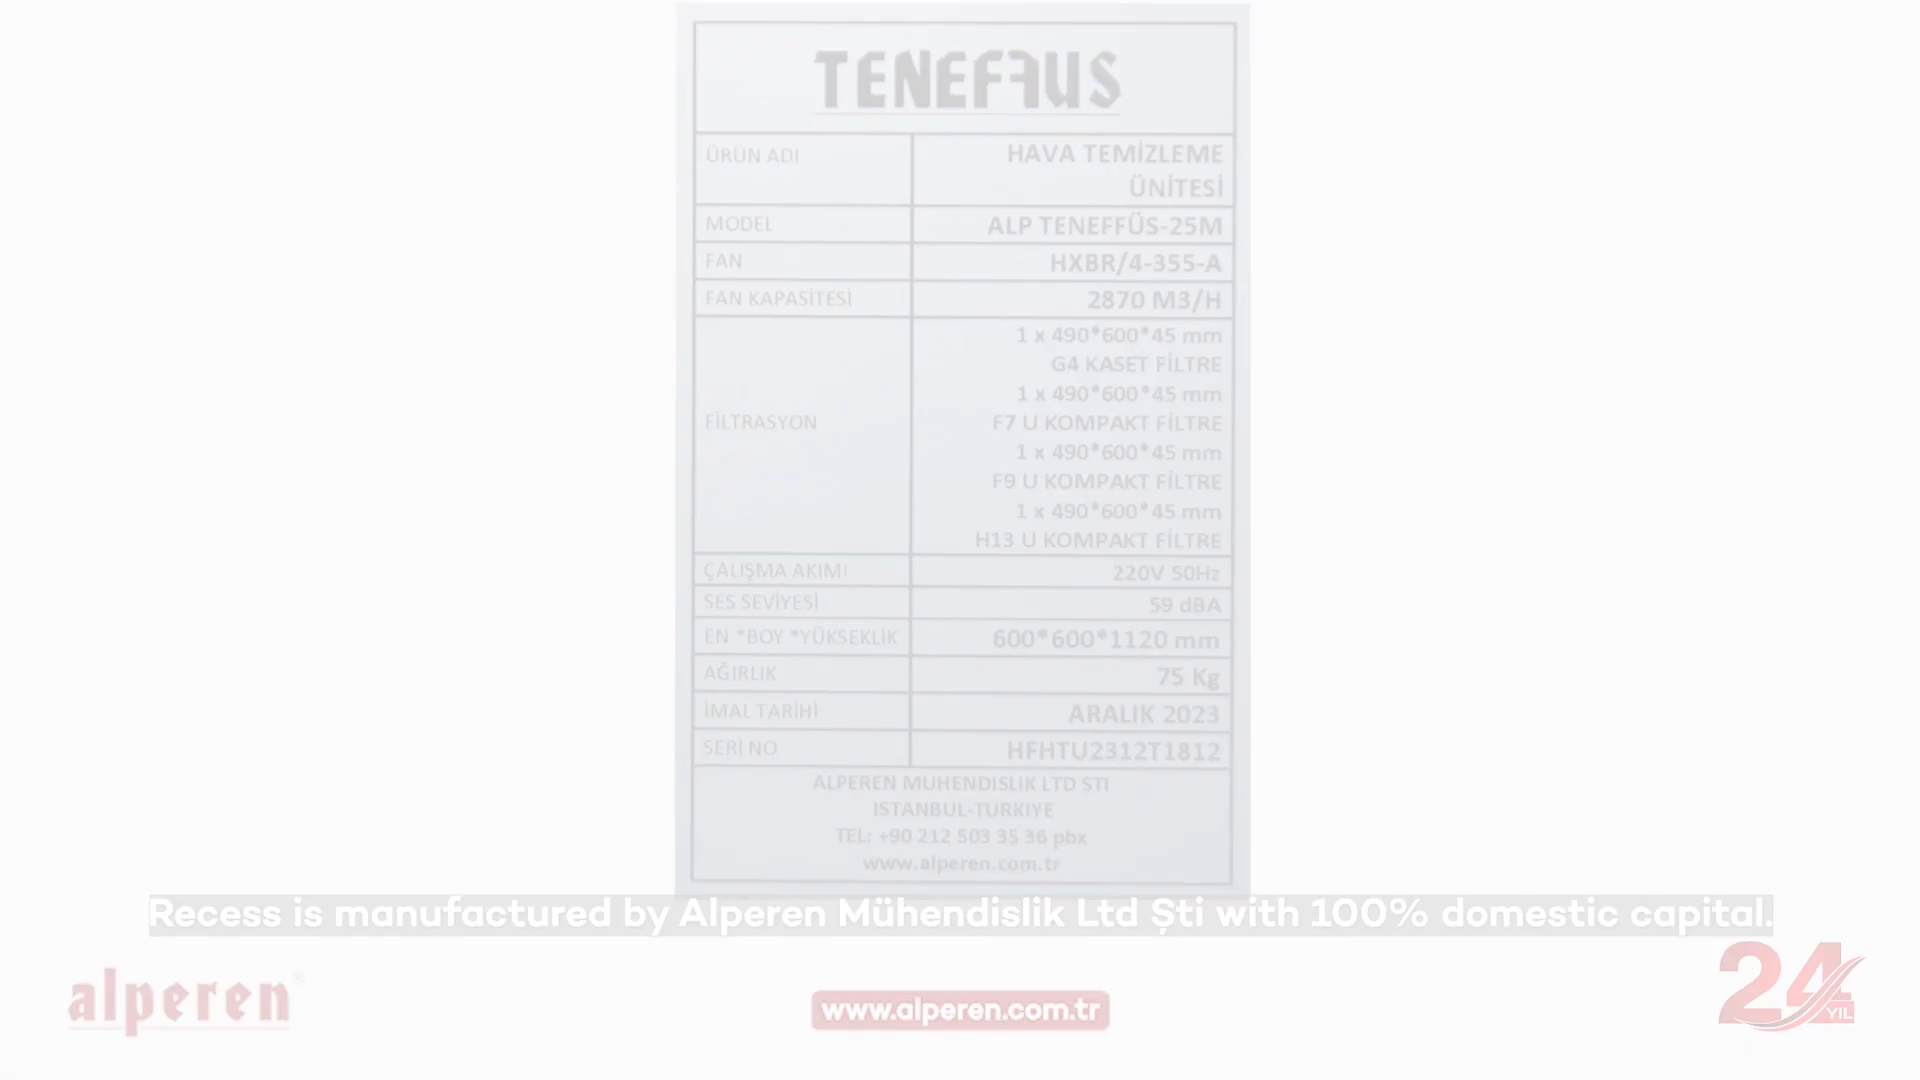 TENEFFUS
ÜRÜN ADI
HAVA TEMİZLEME
ÜNİTESİ
MODEL
ALP TENEFFÜS-25M
FAN
HXBR/4-355-A
FAN KAPASİTESİ
2870 M3/H
FİLTRASYON
1 x 490*600*45 mm
G4 KASET FİLTRE
1 x 490*600*45 mm
F7 U KOMPAKT FİLTRE
1 x 490*600*45 mm
F9 U KOMPAKT FİLTRE
1 x 490*600*45 mm
H13 U KOMPAKT FİLTRE
ÇALIŞMA AKIMI
220V 50Hz
SES SEVİYESİ
59 dBA
EN *BOY *YÜKSEKLİK
600*600*1120 mm
AĞIRLIK
75 Kg
İMAL TARİHİ
ARALIK 2023
SERİ NO
HFHTU2312T1812
ALPEREN MUHENDISLIK LTD STI
ISTANBUL-TURKIYE
TEL: +90 212 503 35 36 pbx
www.alperen.com.tr
Recess is manufactured by Alperen Mühendislik Ltd Şti with 100% domestic capital.
alperen®
www.alperen.com.tr
24
YIL